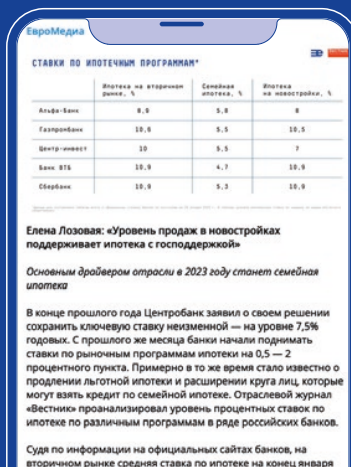 ЕвроМедиа
СТАВКИ ПО ИПОТЕЧНЫМ ПРОГРАММАМ*
Ипотека на вторичном рынке, %
Семейная ипотека, %
Ипотека на новостройки, %
Альфа-Банк 8,8 5,8 8
Газпромбанк 10,9 5,5 10,5
Центр-инвест 10 5,5 7
Банк ВТБ 10,9 4,7 10,9
Сбербанк 10,9 5,3 10,9
Елена Лозовая: «Уровень продаж в новостройках
поддерживает ипотека с господдержкой»
Основным драйвером отрасли в 2023 году станет семейная
ипотека
В конце прошлого года Центробанк заявил о своем решении
сохранить ключевую ставку неизменной — на уровне 7,5%
годовых. С прошлого же месяца банки начали поднимать
ставки по рыночным программам ипотеки на 0,5 — 2
процентного пункта. Примерно в то же время стало известно о
продлении льготной ипотеки и расширении круга лиц, которые
могут взять кредит по семейной ипотеке. Отраслевой журнал
«Вестник» проанализировал уровень процентных ставок по
ипотеке по различным программам в ряде российских банков.
Судя по информации на официальных сайтах банков, на
вторичном рынке средняя ставка по ипотеке на конец января